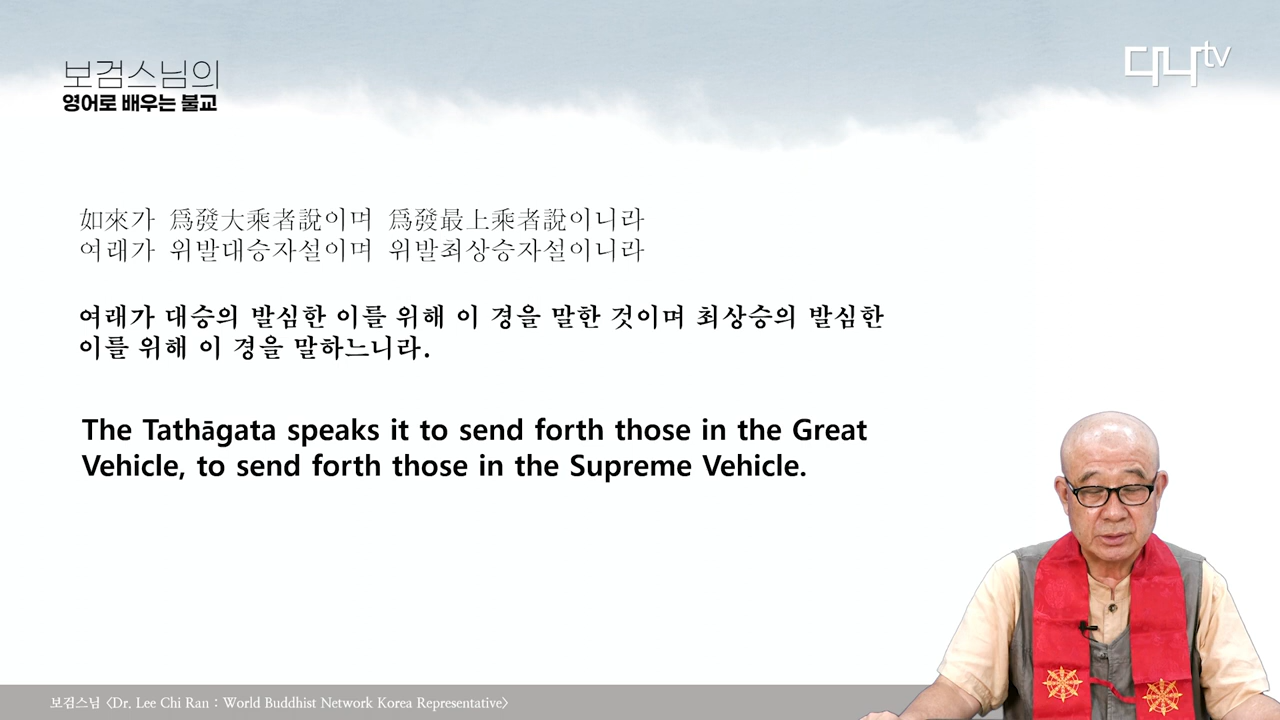 보검스님의
영어로 배우는 불교
디나tv
如來가 爲發大乘者說이며 爲發最上乘者說이니라
여래가 위발대승자설이며 위발최상승자설이니라
여래가 대승의 발심한 이를 위해 이 경을 말한 것이며 최상승의 발심한
이를 위해 이 경을 말하느니라.
The Tathāgata speaks it to send forth those in the Great
Vehicle, to send forth those in the Supreme Vehicle.
보검스님 <Dr. Lee Chi Ran : World Buddhist Network Korea Representative>